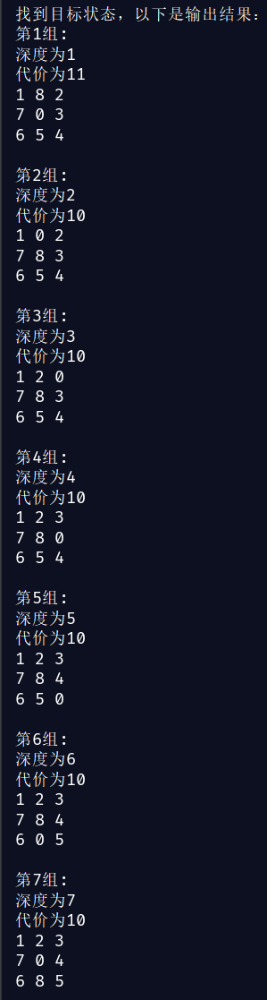 找到目标状态，以下是输出结果：
第1组：
深度为1
代价为11
1 8 2
7 0 3
6 5 4
第2组：
深度为2
代价为10
1 0 2
7 8 3
6 5 4
第3组：
深度为3
代价为10
1 2 0
7 8 3
6 5 4
第4组：
深度为4
代价为10
1 2 3
7 8 0
6 5 4
第5组：
深度为5
代价为10
1 2 3
7 8 4
6 5 0
第6组：
深度为6
代价为10
1 2 3
7 8 4
6 0 5
第7组：
深度为7
代价为10
1 2 3
7 0 4
6 8 5